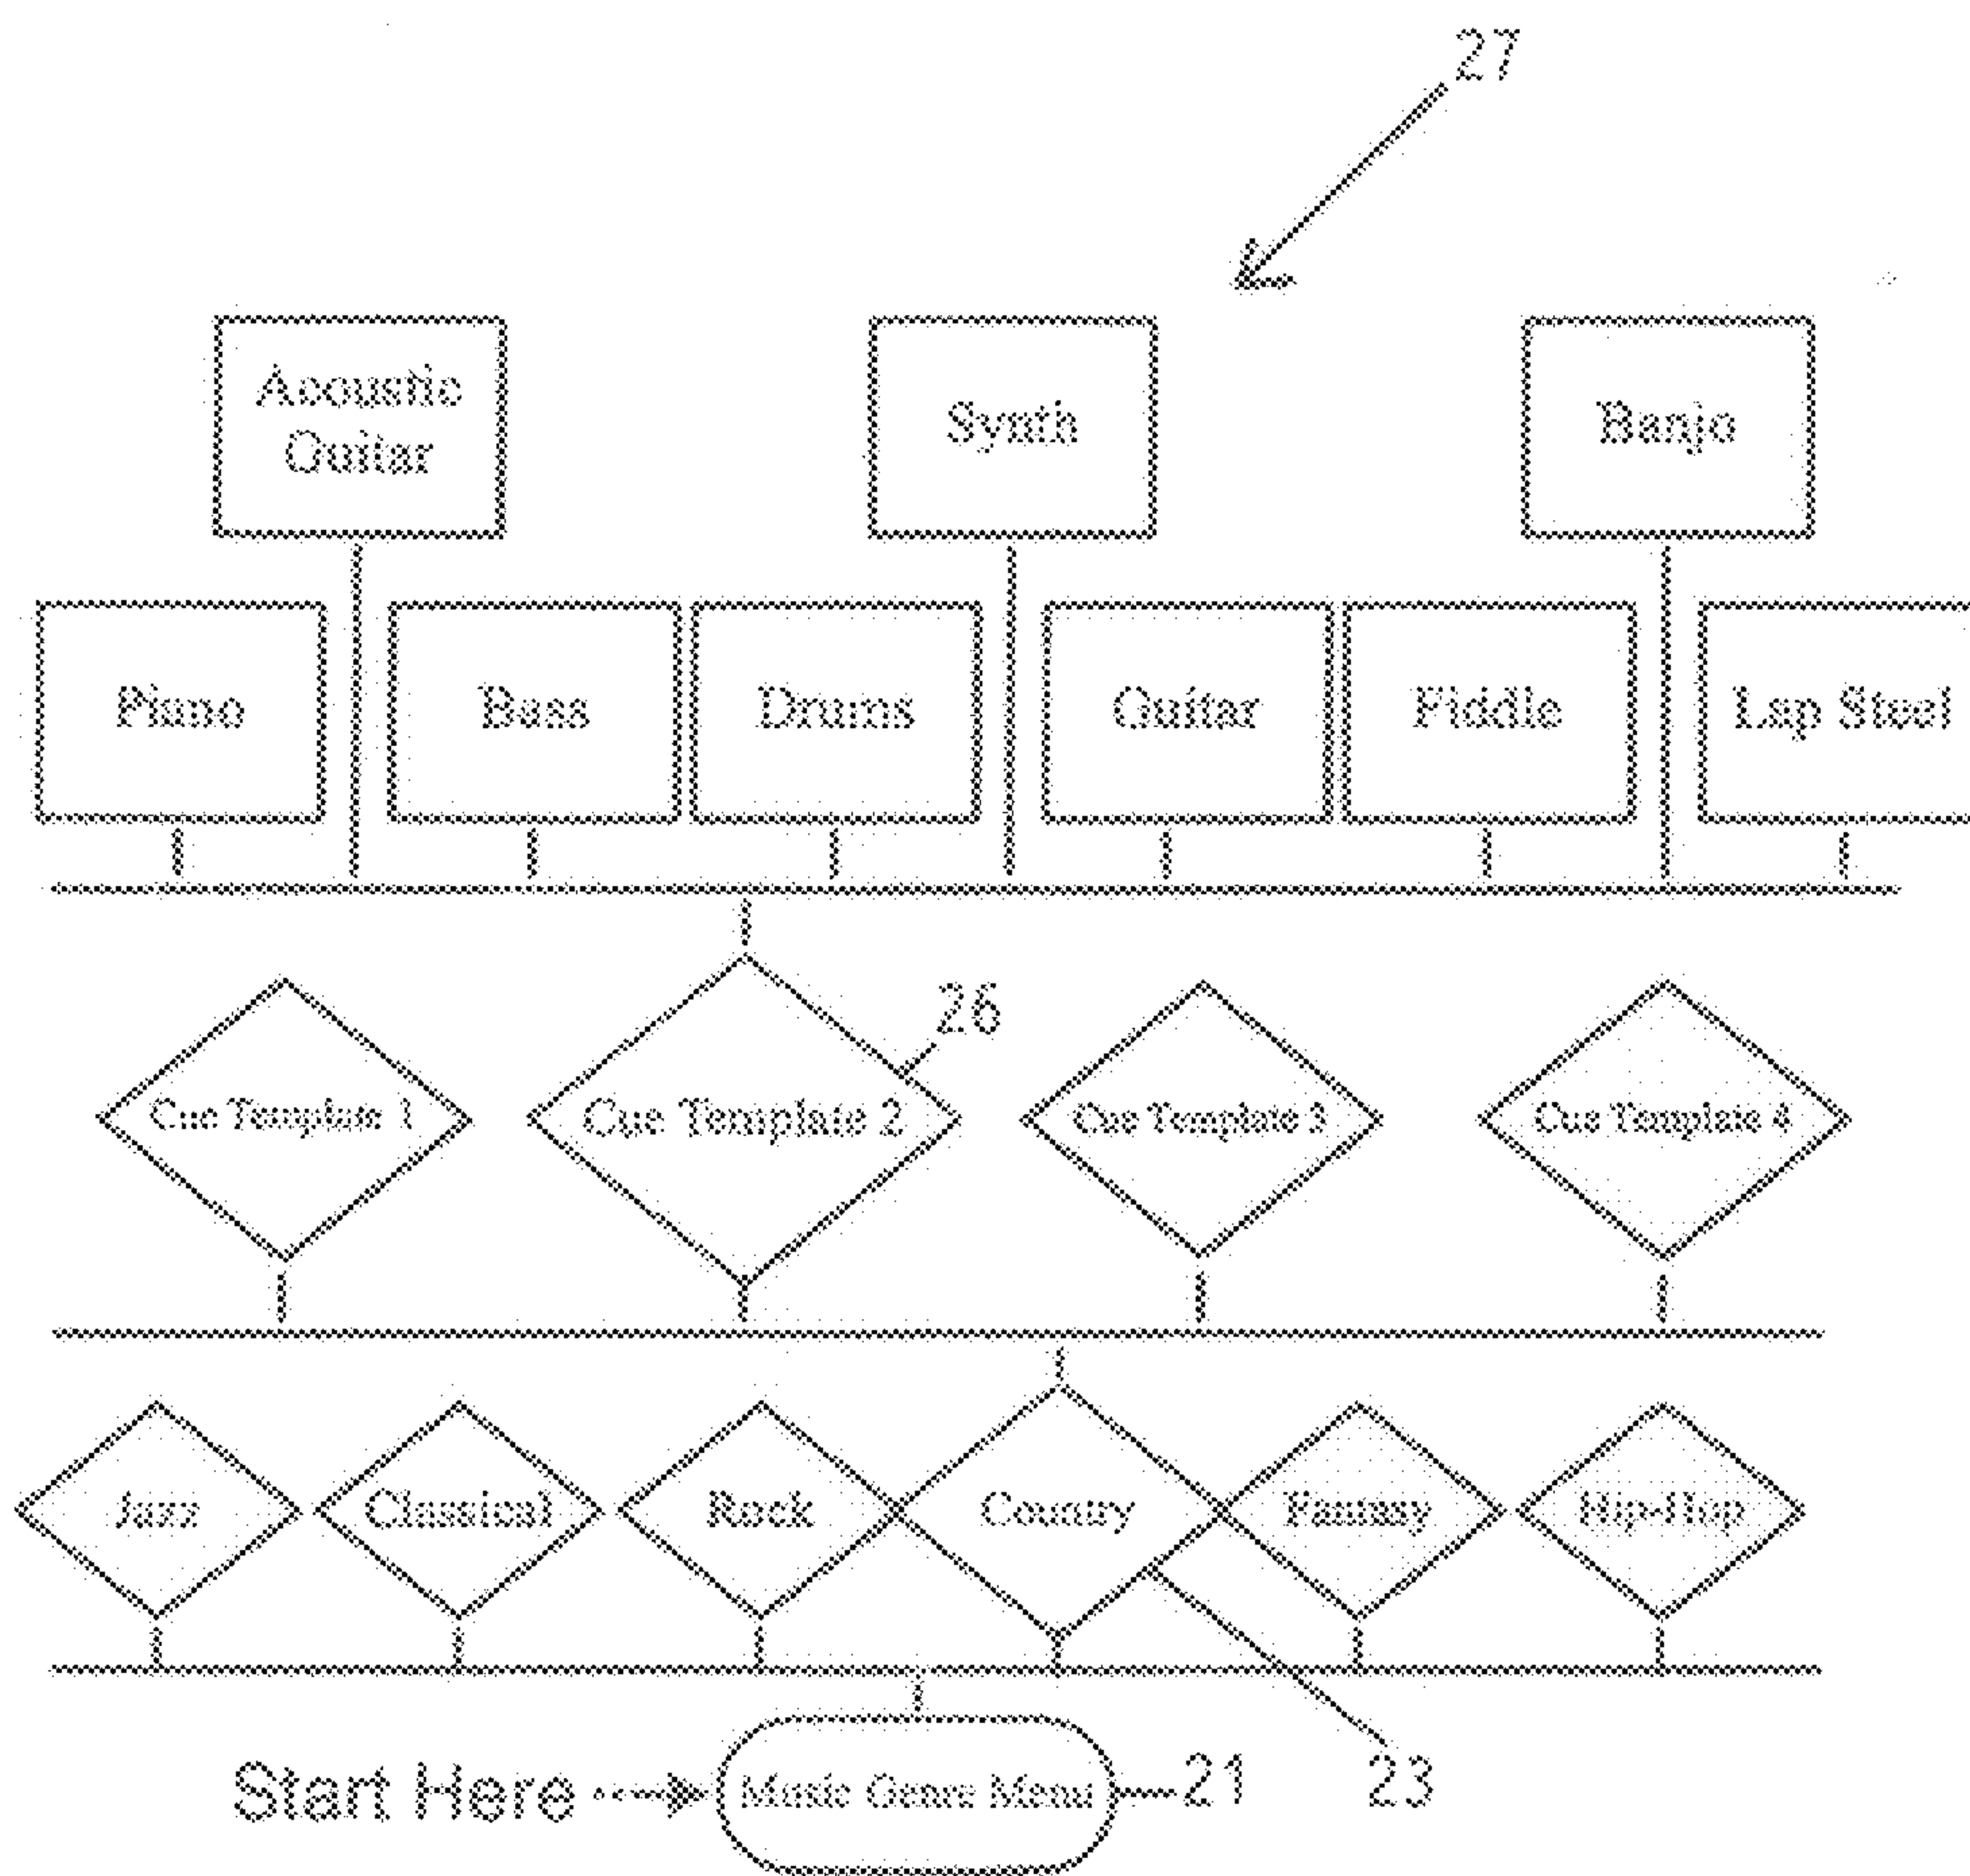 27
Acoustic
Guitar
Synth
Banjo
Piano
Bass
Drums
Guitar
Fiddle
Lap Steel
26
Cue Template 1
Cue Template 2
Cue Template 3
Cue Template 4
Jazz
Classical
Rock
Country
Fantasy
Hip-Hop
Start Here
Music Genre Menu
21
23